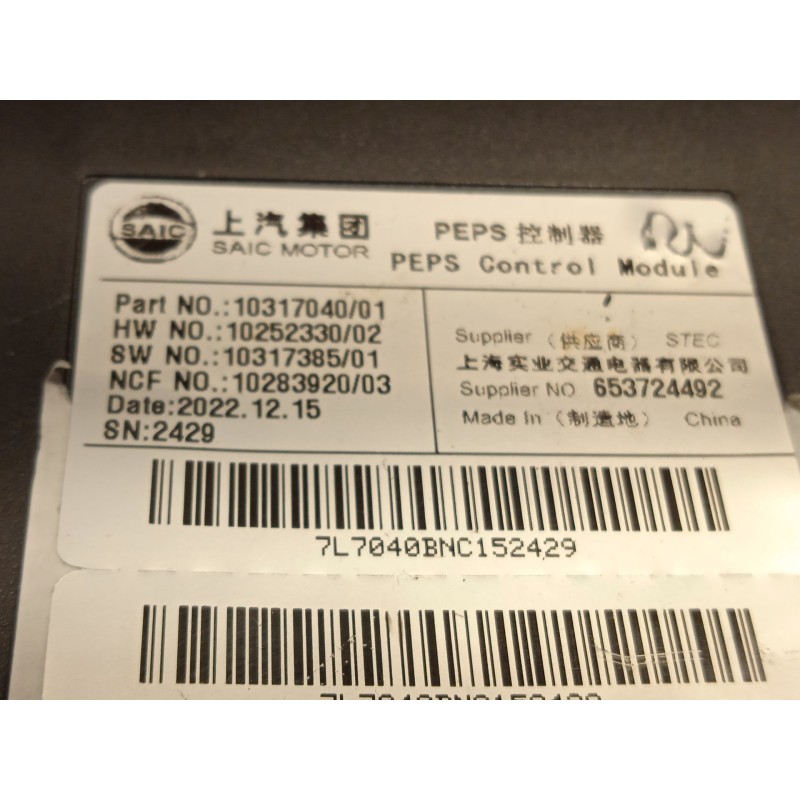 SAIC 上汽集团
SAIC MOTOR
PEPS 控制器
PEPS Control Module
Part NO.:10317040/01
HW NO.:10252330/02
SW NO.:10317385/01
NCF NO.:10283920/03
Date:2022.12.15
SN:2429
Supplier (供应商) STEC
上海实业交通电器有限公司
Supplier NO 653724492
Made in (制造地) China
7L7040BNC152429
7L7040BNC152429